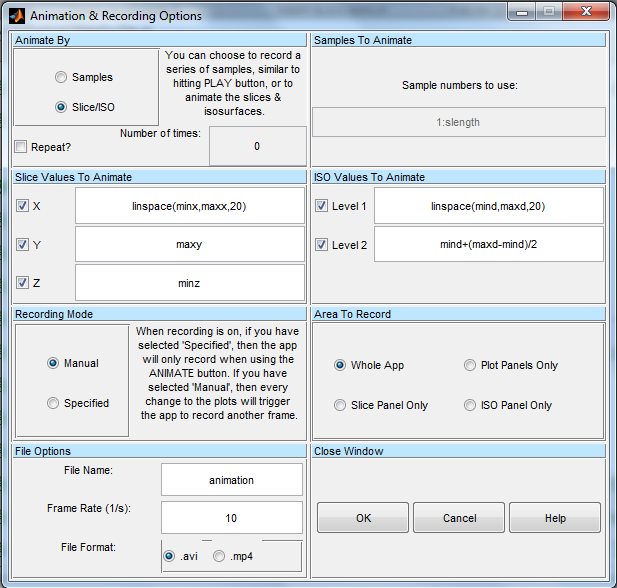 Animation & Recording Options
Animate By
Samples
Slice/ISO
You can choose to record a
series of samples, similar to
hitting PLAY button, or to
animate the slices &
isosurfaces.
Repeat?
Number of times:
0
Samples To Animate
Sample numbers to use:
1:slength
Slice Values To Animate
X
linspace(minx,maxx,20)
Y
maxy
Z
minz
ISO Values To Animate
Level 1
linspace(mind,maxd,20)
Level 2
mind+(maxd-mind)/2
Recording Mode
Manual
Specified
When recording is on, if you have
selected 'Specified', then the app
will only record when using the
ANIMATE button. If you have
selected 'Manual', then every
change to the plots will trigger
the app to record another frame.
Area To Record
Whole App
Plot Panels Only
Slice Panel Only
ISO Panel Only
File Options
File Name:
animation
Frame Rate (1/s):
10
File Format:
.avi
.mp4
Close Window
OK
Cancel
Help